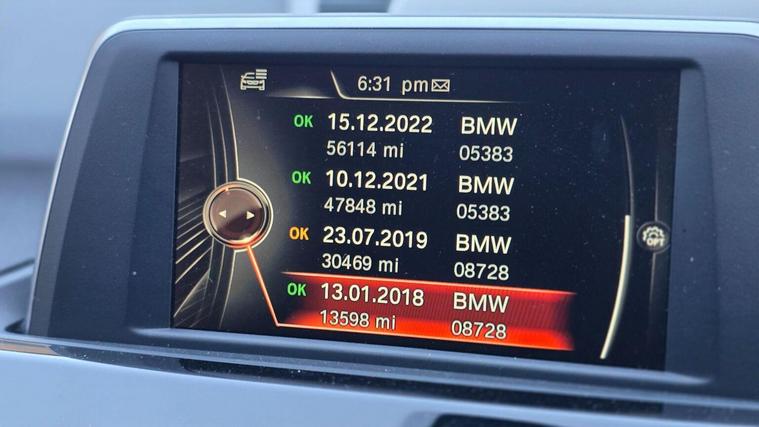 6:31 pm
OK 15.12.2022 BMW
56114 mi 05383
OK 10.12.2021 BMW
47848 mi 05383
OK 23.07.2019 BMW
30469 mi 08728
OK 13.01.2018 BMW
13598 mi 08728
OPT